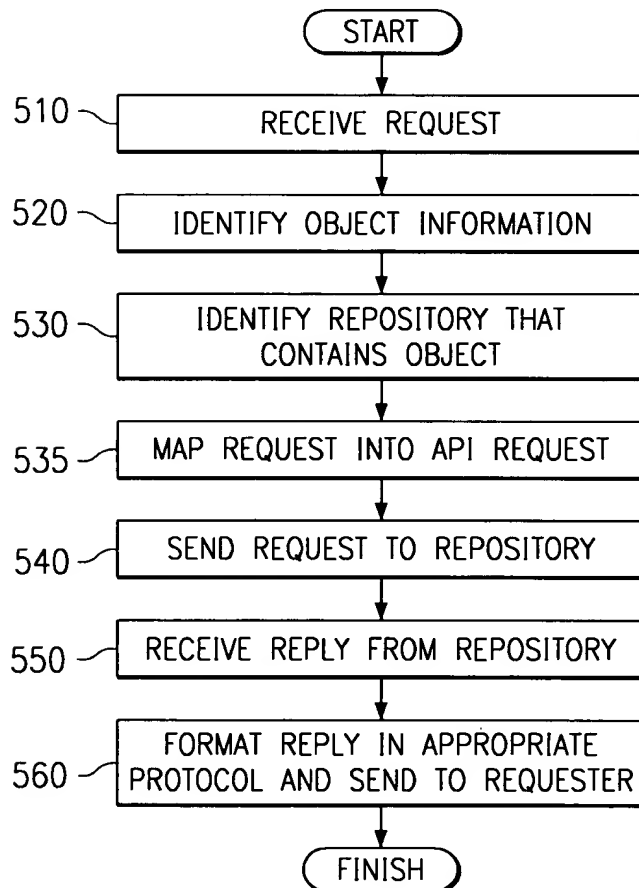 START
510
RECEIVE REQUEST
520
IDENTIFY OBJECT INFORMATION
530
IDENTIFY REPOSITORY THAT
CONTAINS OBJECT
535
MAP REQUEST INTO API REQUEST
540
SEND REQUEST TO REPOSITORY
550
RECEIVE REPLY FROM REPOSITORY
560
FORMAT REPLY IN APPROPRIATE
PROTOCOL AND SEND TO REQUESTER
FINISH